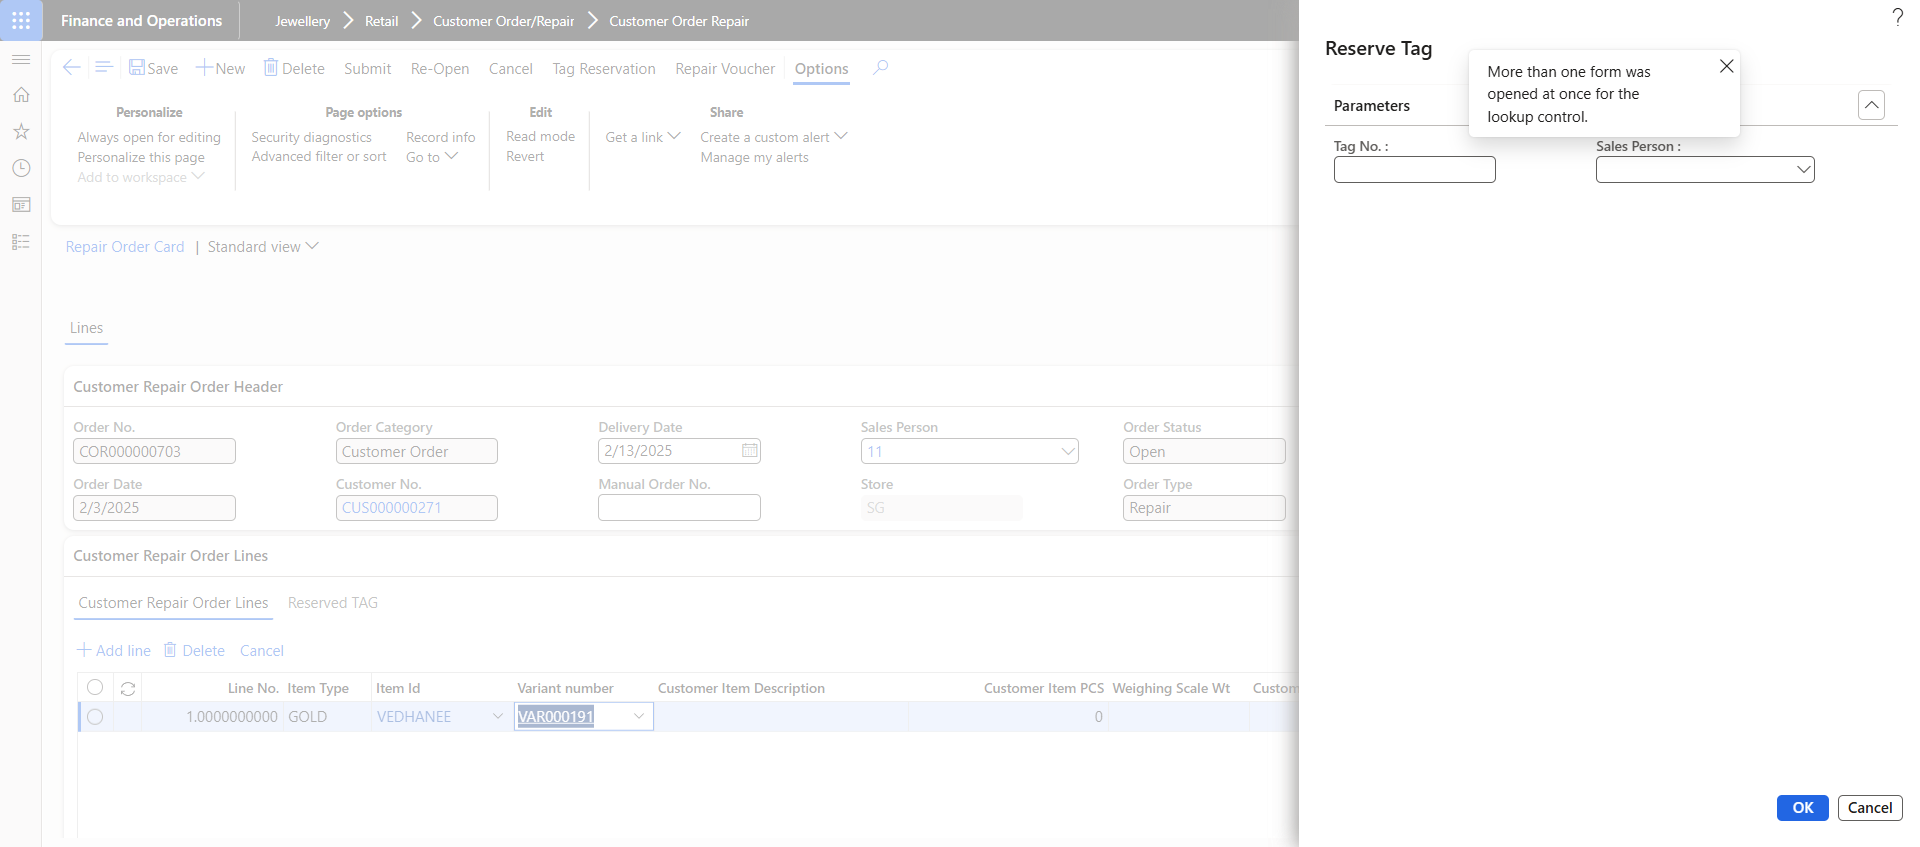 Finance and Operations
Jewellery
Retail
Customer Order/Repair
Customer Order Repair
?
Save
New
Delete
Submit
Re-Open
Cancel
Tag Reservation
Repair Voucher
Options
Personalize
Always open for editing
Personalize this page
Add to workspace
Page options
Security diagnostics
Advanced filter or sort
Record info
Go to
Edit
Read mode
Revert
Get a link
Share
Create a custom alert
Manage my alerts
Repair Order Card | Standard view
Lines
Customer Repair Order Header
Order No.
COR000000703
Order Category
Customer Order
Delivery Date
2/13/2025
Sales Person
11
Order Status
Open
Order Date
2/3/2025
Customer No.
CUS000000271
Manual Order No.
Store
SG
Order Type
Repair
Customer Repair Order Lines
Customer Repair Order Lines
Reserved TAG
Add line
Delete
Cancel
Line No. Item Type Item Id Variant number Customer Item Description Customer Item PCS Weighing Scale Wt Custom
1.0000000000 GOLD VEDHANEE VAR000191 0
Reserve Tag
More than one form was
opened at once for the
lookup control.
Parameters
Tag No. :
Sales Person :
OK
Cancel